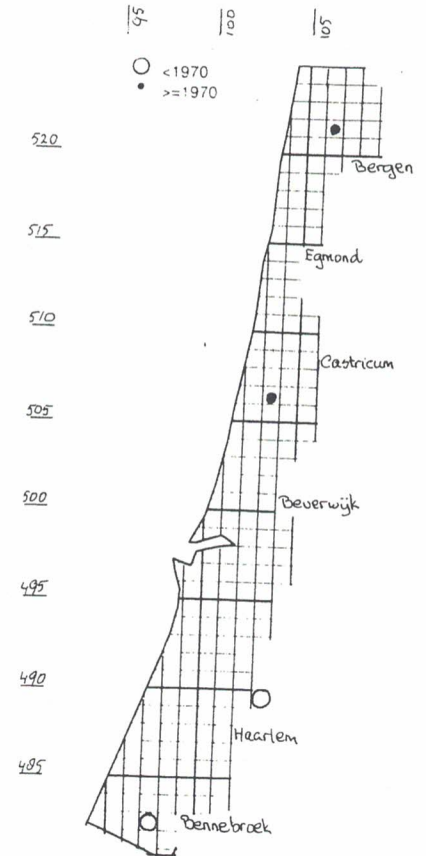 95 100 105
<1970
>=1970
520
Bergen
515
Egmond
510
Castricum
505
500
Beverwijk
495
490
Haarlem
485
Bennebroek